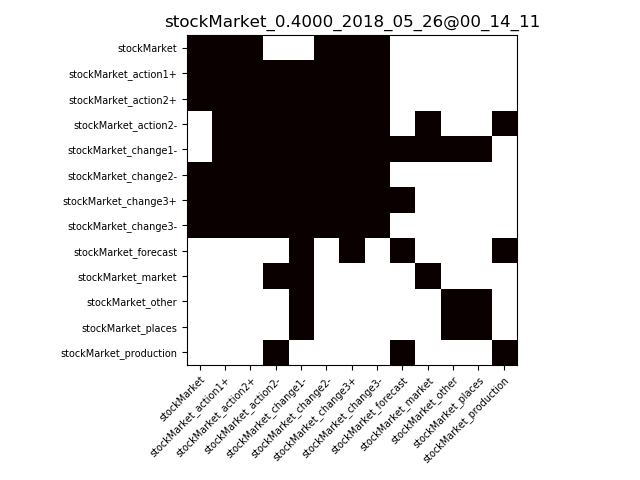 stockMarket_0.4000_2018_05_26@00_14_11
stockMarket
stockMarket_action1+
stockMarket_action2+
stockMarket_action2-
stockMarket_change1-
stockMarket_change2-
stockMarket_change3+
stockMarket_change3-
stockMarket_forecast
stockMarket_market
stockMarket_other
stockMarket_places
stockMarket_production
stockMarket
stockMarket_action1+
stockMarket_action2+
stockMarket_action2-
stockMarket_change1-
stockMarket_change2-
stockMarket_change3+
stockMarket_change3-
stockMarket_forecast
stockMarket_market
stockMarket_other
stockMarket_places
stockMarket_production